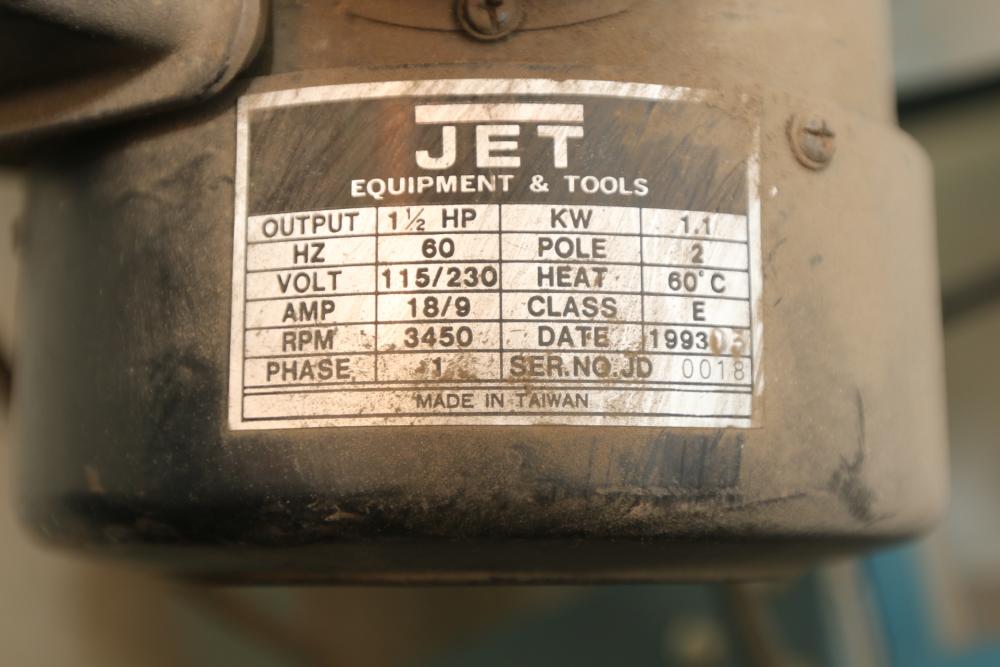 JET
EQUIPMENT & TOOLS
OUTPUT 1½ HP KW 1.1
HZ 60 POLE 2
VOLT 115/230 HEAT 60°C
AMP 18/9 CLASS E
RPM 3450 DATE 1993
PHASE 1 SER.NO.JD 0018
MADE IN TAIWAN